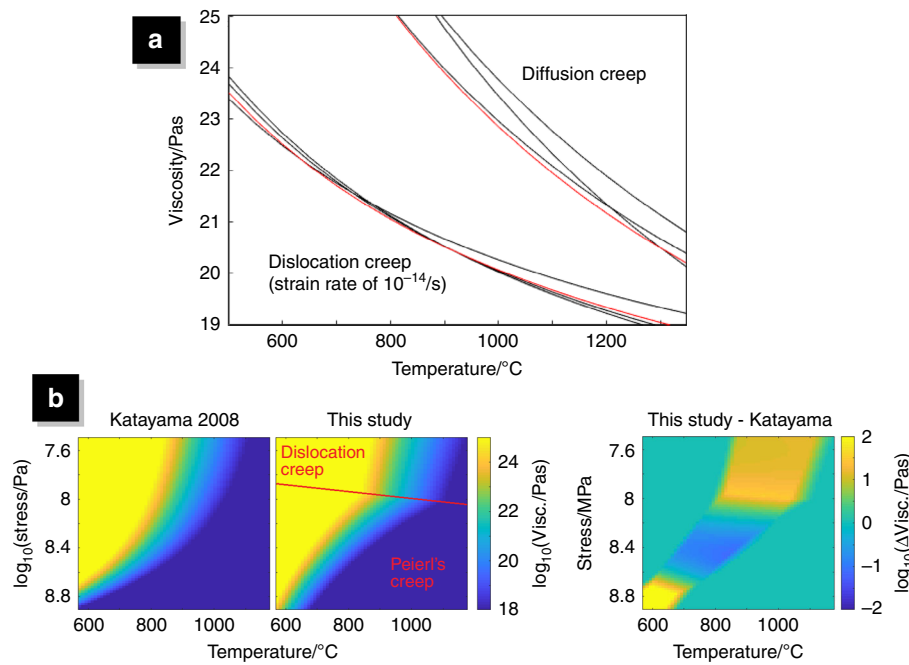 a
25
24
23
22
21
20
19
Viscosity/Pas
Diffusion creep
Dislocation creep
(strain rate of 10⁻¹⁴/s)
600
800
1000
1200
Temperature/°C
b
Katayama 2008
This study
This study - Katayama
7.6
8
8.4
8.8
log₁₀(stress/Pa)
600
800
1000
Dislocation
creep
Peierl's
creep
600
800
1000
Temperature/°C
24
22
20
18
log₁₀(Visc./Pas)
7.6
8
8.4
8.8
Stress/MPa
600
800
1000
Temperature/°C
2
1
0
−1
−2
log₁₀(ΔVisc./Pas)